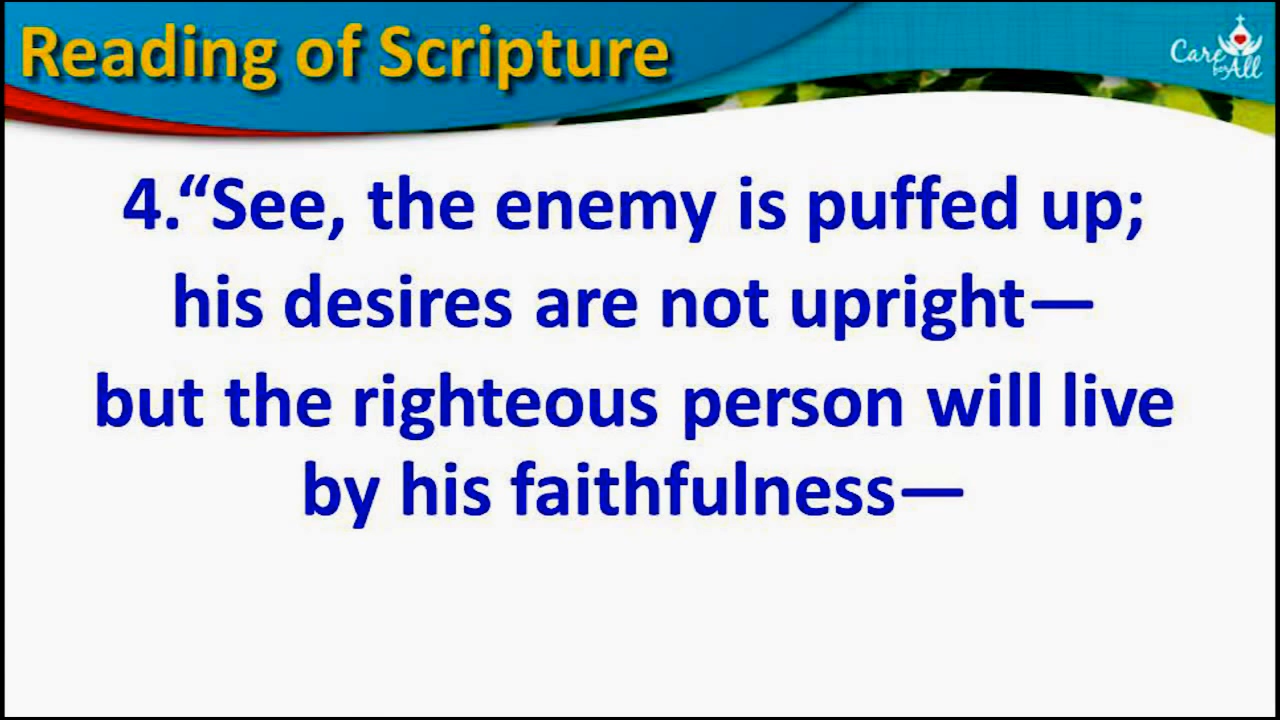 Reading of Scripture
Care
by All
4.“See, the enemy is puffed up;
his desires are not upright—
but the righteous person will live
by his faithfulness—